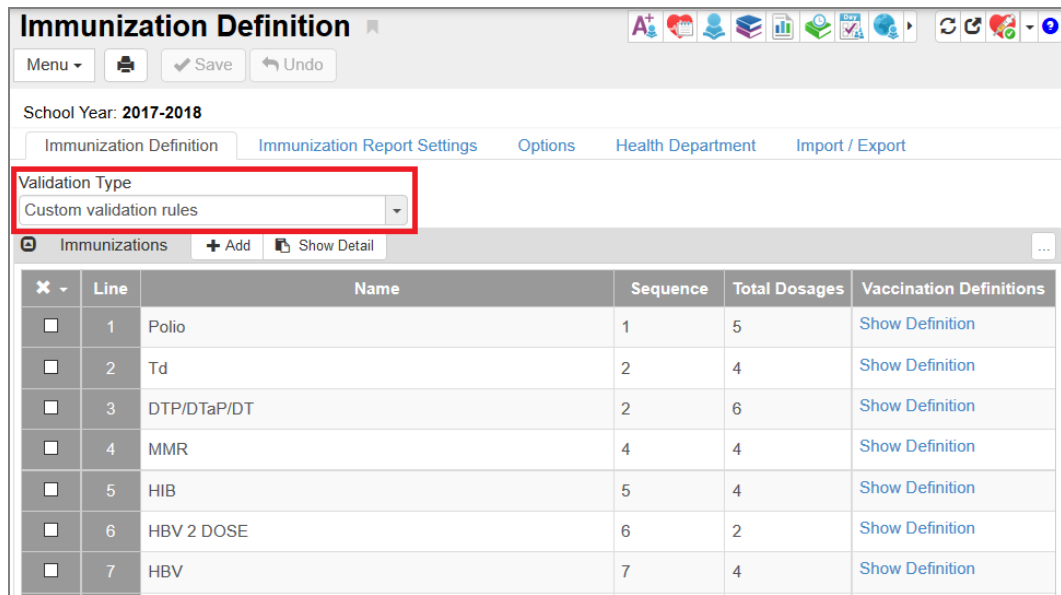 Immunization Definition
Menu
Save
Undo
Day
School Year: 2017-2018
Immunization Definition Immunization Report Settings Options Health Department Import / Export
Validation Type
Custom validation rules
Immunizations + Add Show Detail ...
Line Name Sequence Total Dosages Vaccination Definitions
1 Polio 1 5 Show Definition
2 Td 2 4 Show Definition
3 DTP/DTaP/DT 2 6 Show Definition
4 MMR 4 4 Show Definition
5 HIB 5 4 Show Definition
6 HBV 2 DOSE 6 2 Show Definition
7 HBV 7 4 Show Definition